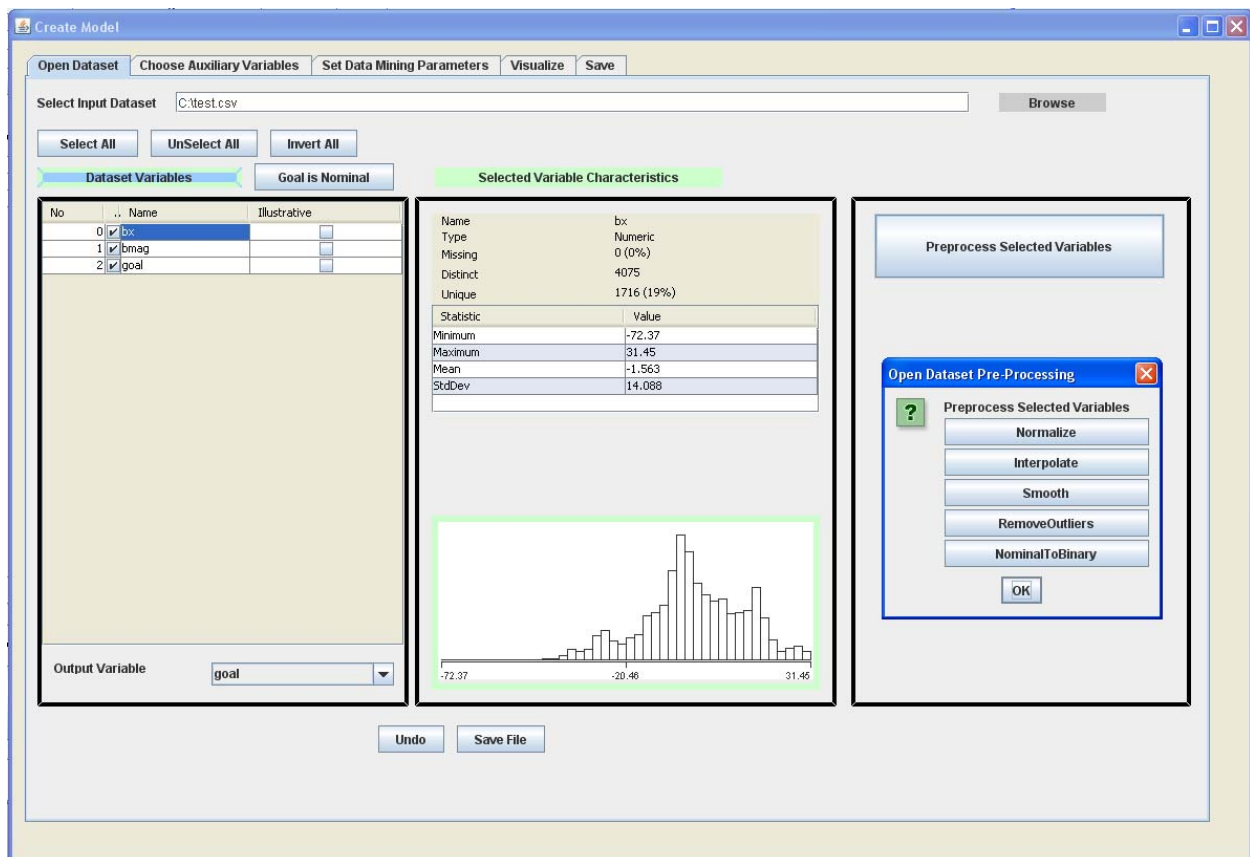 Create Model
Open Dataset Choose Auxiliary Variables Set Data Mining Parameters Visualize Save
Select Input Dataset C:\test.csv Browse
Select All UnSelect All Invert All
Dataset Variables Goal is Nominal Selected Variable Characteristics
No .. Name Illustrative
0 bx
1 bmag
2 goal
Output Variable goal
Name bx
Type Numeric
Missing 0 (0%)
Distinct 4075
Unique 1716 (19%)
Statistic Value
Minimum -72.37
Maximum 31.45
Mean -1.563
StdDev 14.088
-72.37 -20.46 31.45
Preprocess Selected Variables
Open Dataset Pre-Processing
? Preprocess Selected Variables
Normalize
Interpolate
Smooth
RemoveOutliers
NominalToBinary
OK
Undo Save File